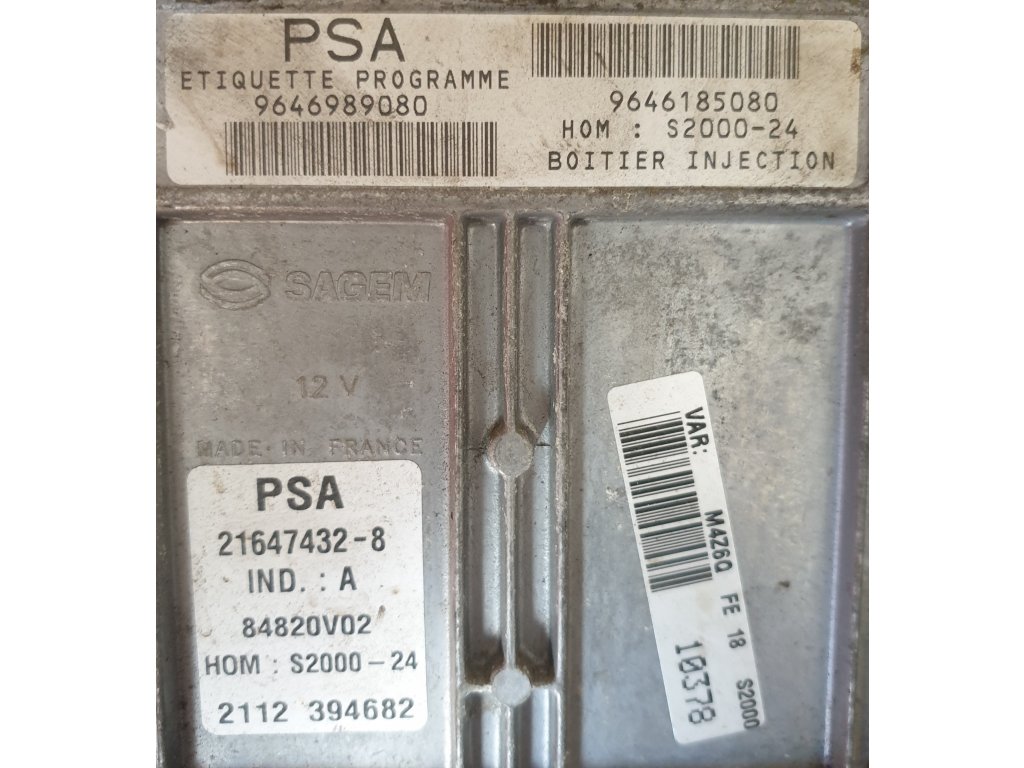 PSA
ETIQUETTE PROGRAMME
9646989080
9646185080
HOM : S2000-24
BOITIER INJECTION
SAGEM
12 V
MADE-IN FRANCE
PSA
21647432-8
IND. : A
84820V02
HOM : S2000-24
2112 394682
VAR: M426Q FE 18 S2000
10378